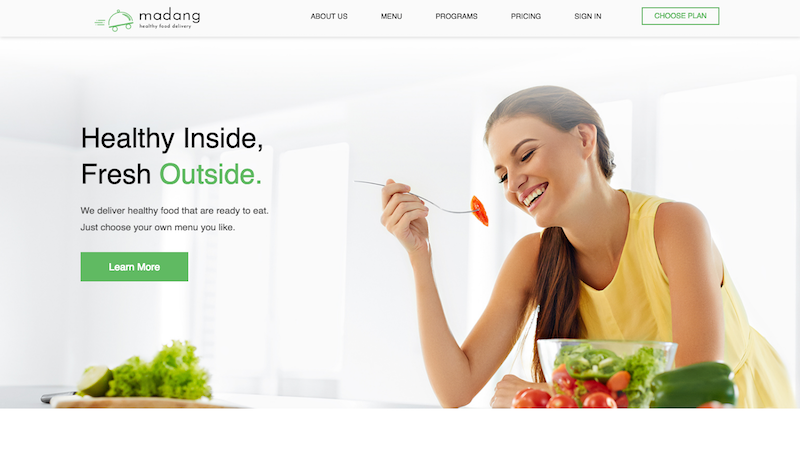 madang
healthy food delivery
ABOUT US
MENU
PROGRAMS
PRICING
SIGN IN
CHOOSE PLAN
Healthy Inside,
Fresh Outside.
We deliver healthy food that are ready to eat.
Just choose your own menu you like.
Learn More